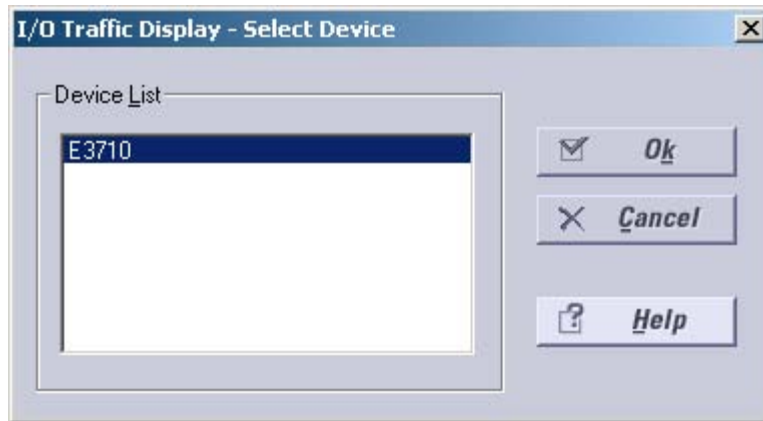 I/O Traffic Display - Select Device
Device List
E3710
Ok
Cancel
Help